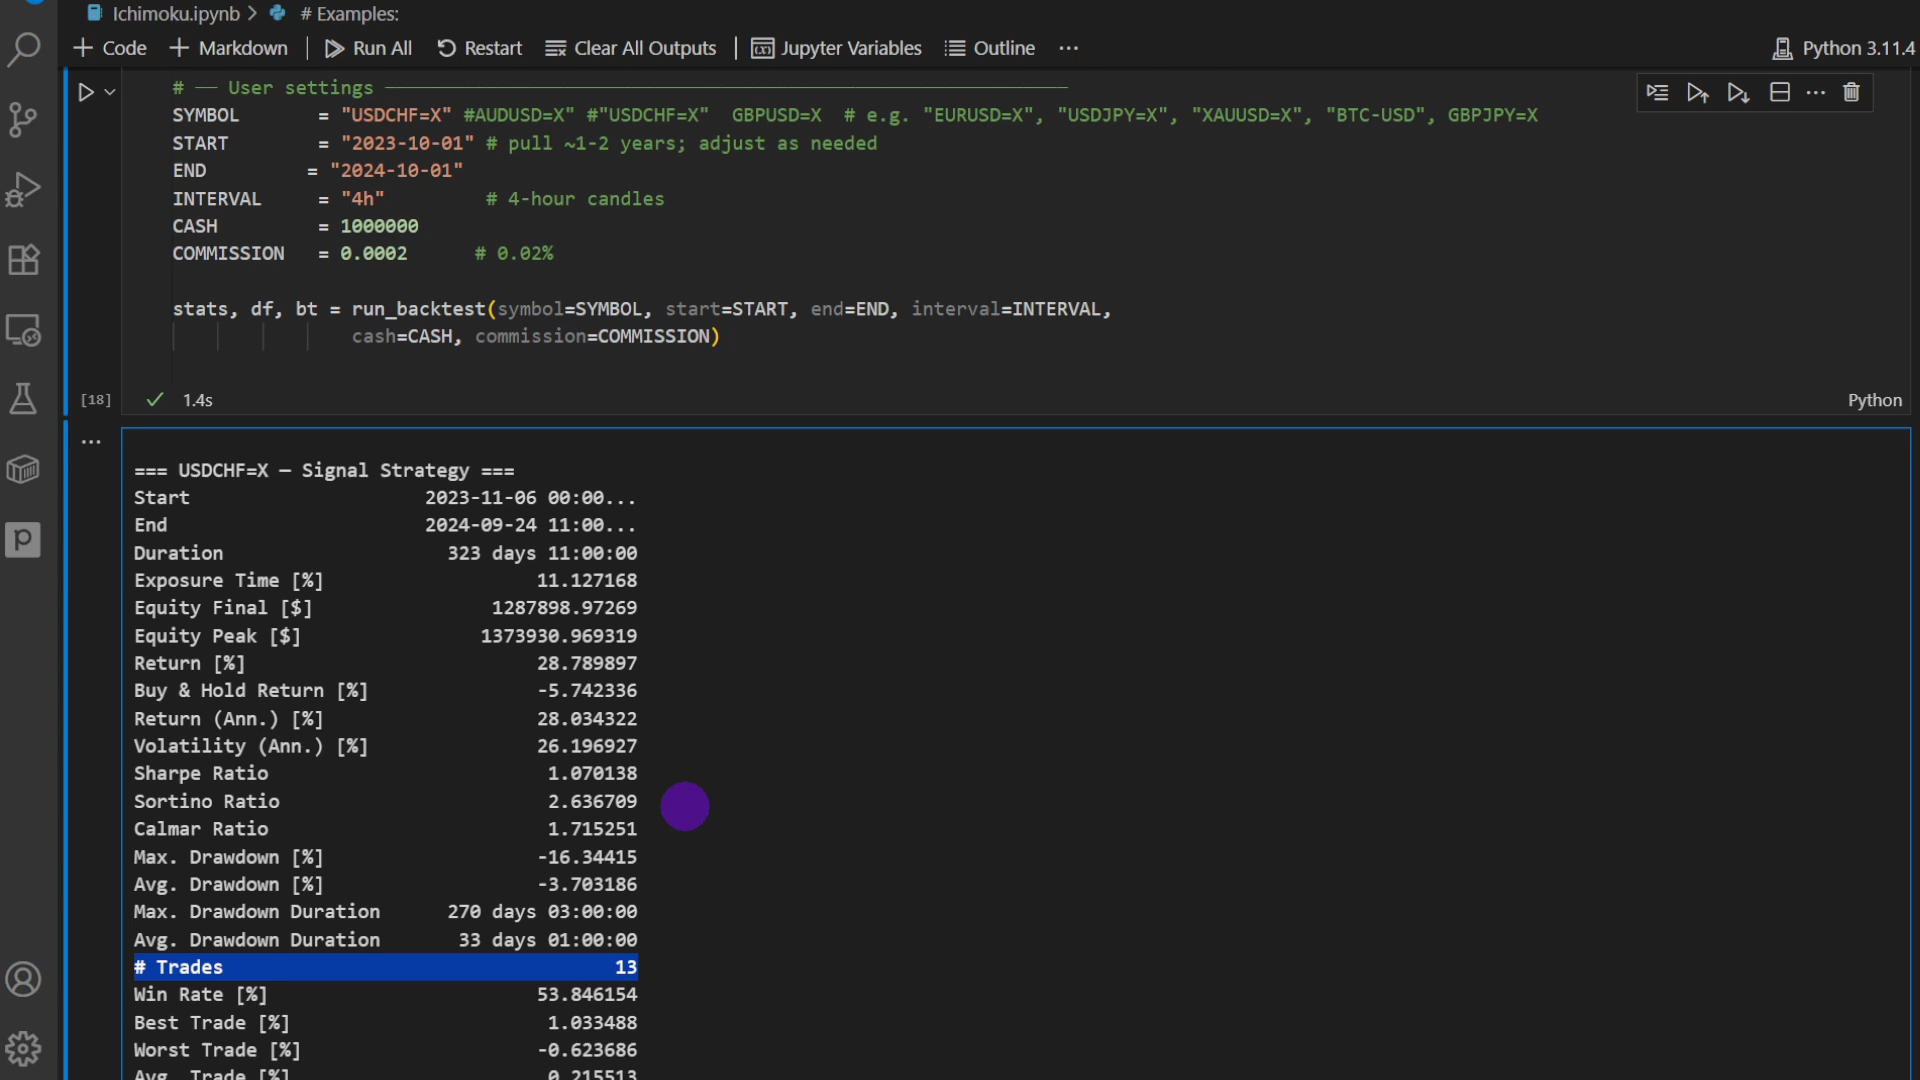 Ichimoku.ipynb > # Examples:
+ Code + Markdown | Run All Restart Clear All Outputs | Jupyter Variables Outline ... Python 3.11.4
# — User settings ————————————————————
SYMBOL = "USDCHF=X" #AUDUSD=X" #"USDCHF=X" GBPUSD=X # e.g. "EURUSD=X", "USDJPY=X", "XAUUSD=X", "BTC-USD", GBPJPY=X
START = "2023-10-01" # pull ~1-2 years; adjust as needed
END = "2024-10-01"
INTERVAL = "4h" # 4-hour candles
CASH = 1000000
COMMISSION = 0.0002 # 0.02%
stats, df, bt = run_backtest(symbol=SYMBOL, start=START, end=END, interval=INTERVAL,
cash=CASH, commission=COMMISSION)
[18] ✓ 1.4s Python
...
=== USDCHF=X — Signal Strategy ===
Start 2023-11-06 00:00...
End 2024-09-24 11:00...
Duration 323 days 11:00:00
Exposure Time [%] 11.127168
Equity Final [$] 1287898.97269
Equity Peak [$] 1373930.969319
Return [%] 28.789897
Buy & Hold Return [%] -5.742336
Return (Ann.) [%] 28.034322
Volatility (Ann.) [%] 26.196927
Sharpe Ratio 1.070138
Sortino Ratio 2.636709
Calmar Ratio 1.715251
Max. Drawdown [%] -16.34415
Avg. Drawdown [%] -3.703186
Max. Drawdown Duration 270 days 03:00:00
Avg. Drawdown Duration 33 days 01:00:00
# Trades 13
Win Rate [%] 53.846154
Best Trade [%] 1.033488
Worst Trade [%] -0.623686
Avg. Trade [%] 0.215513